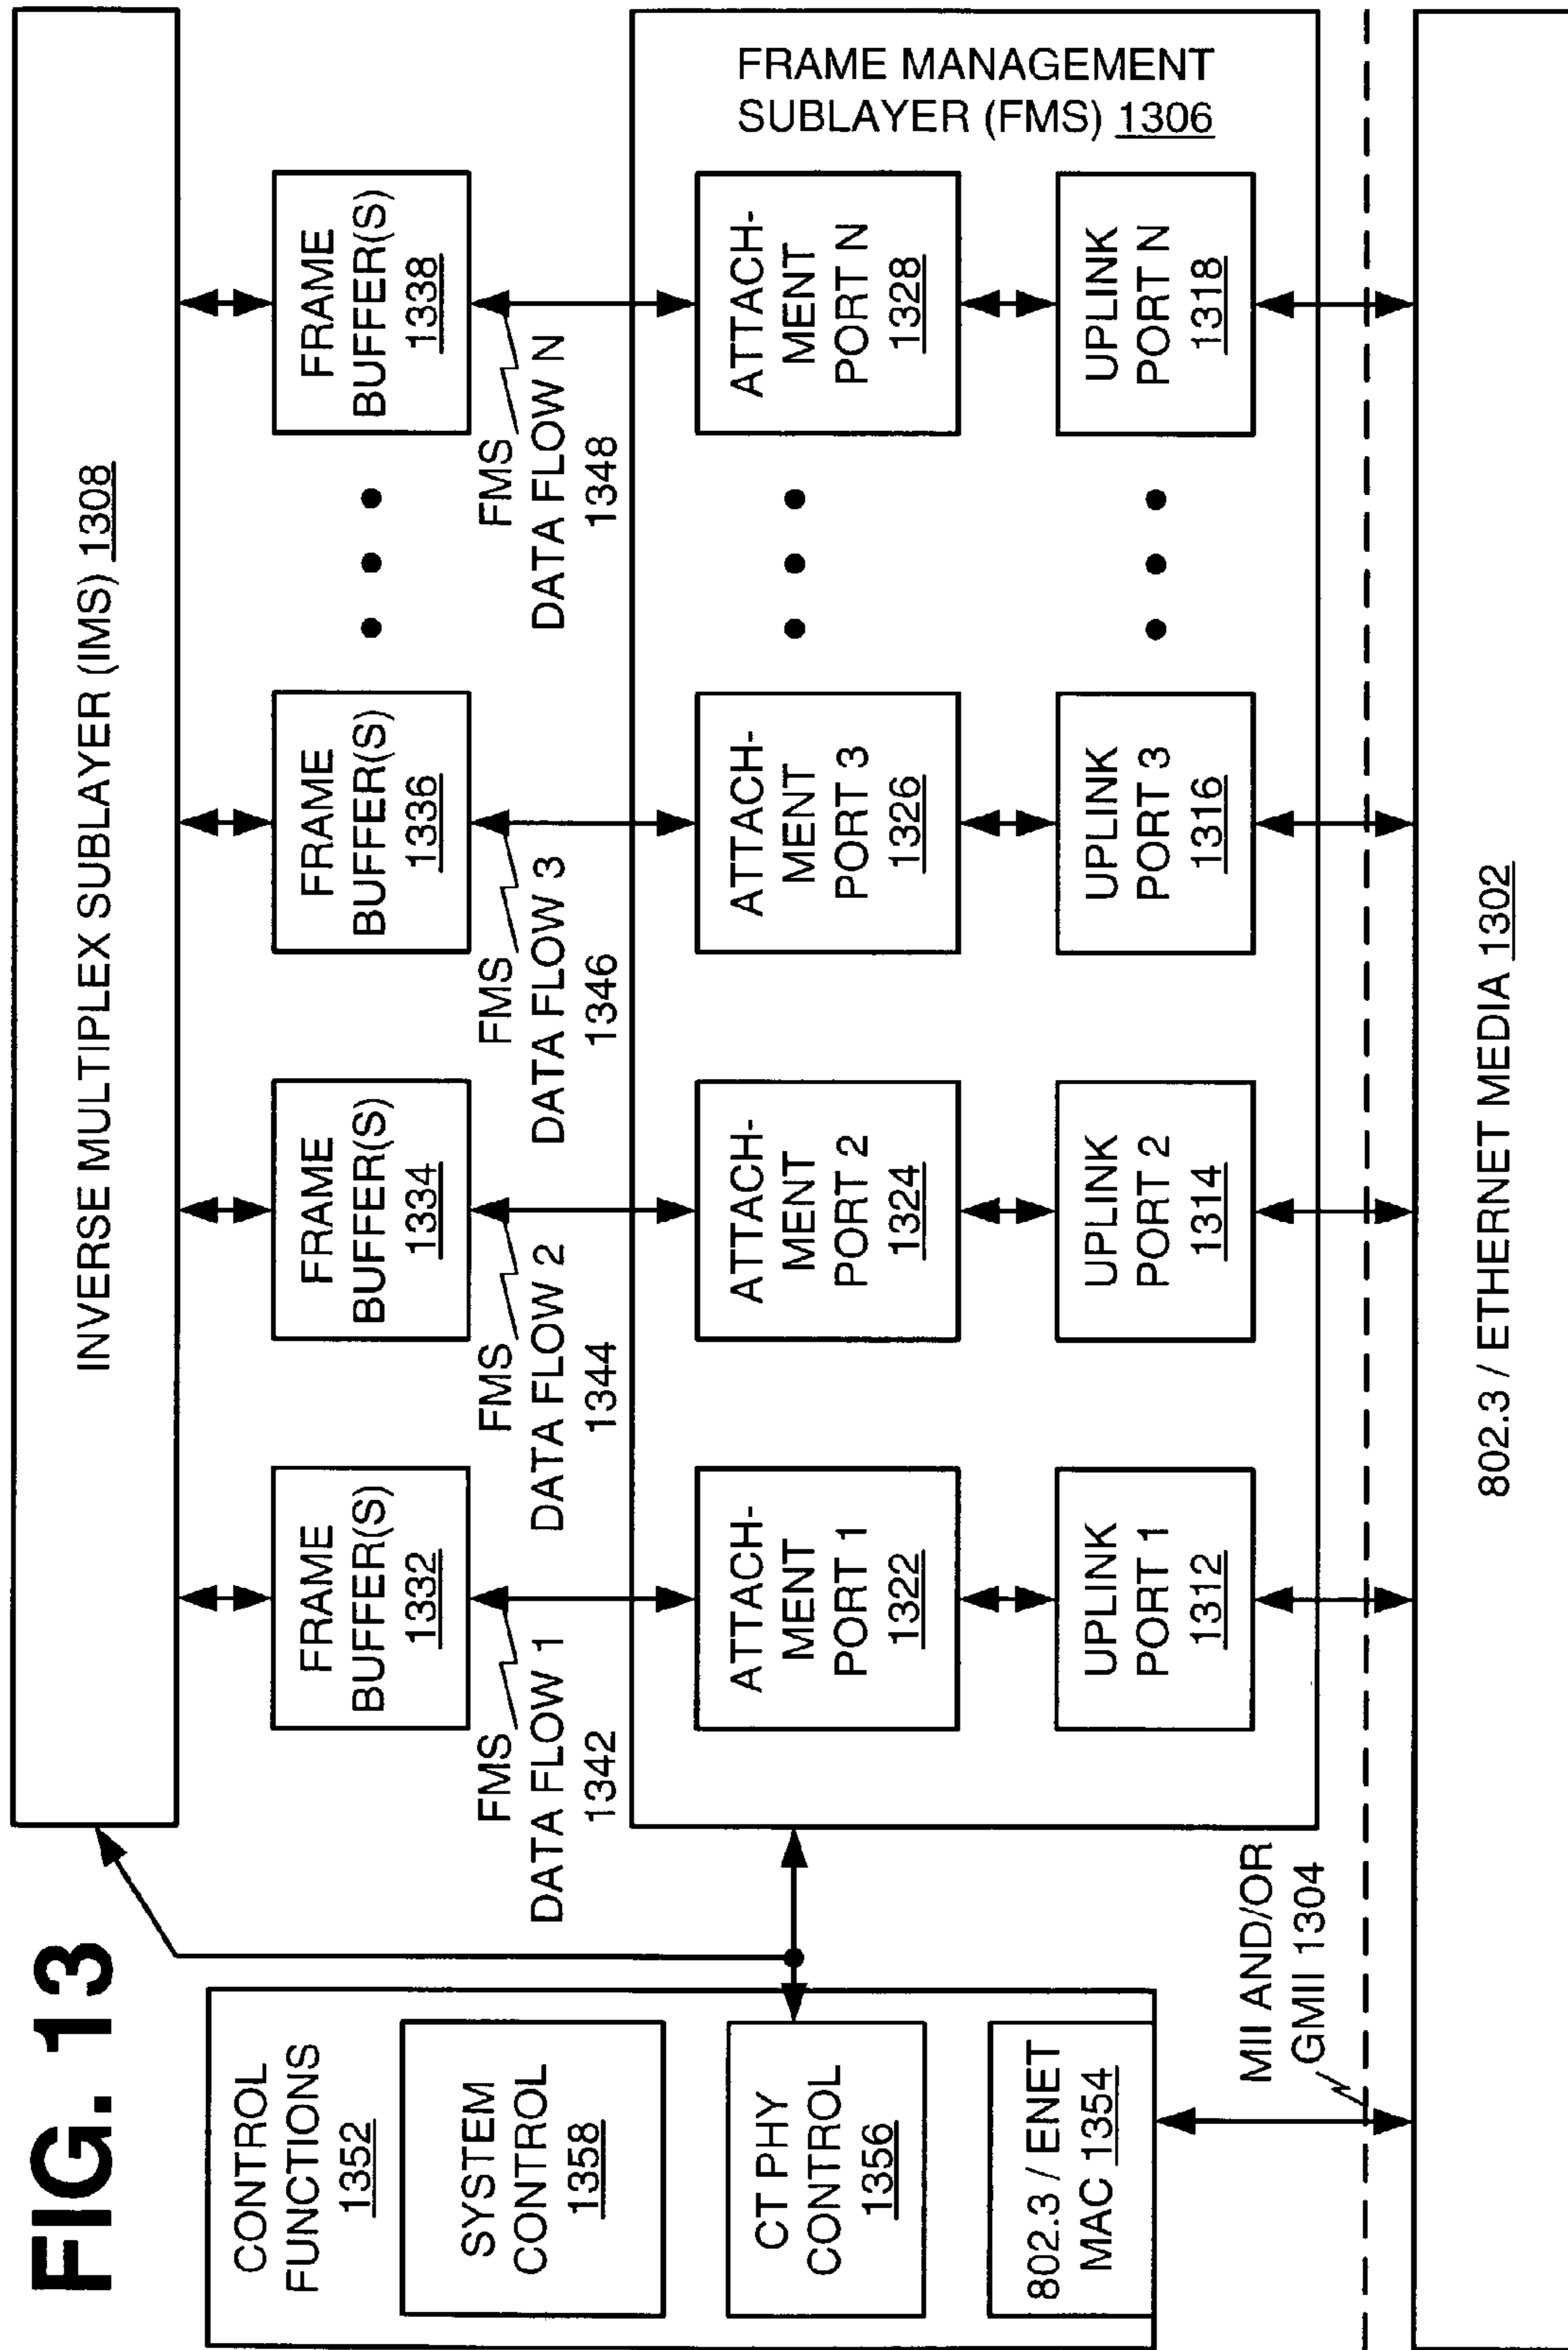 FIG. 13
INVERSE MULTIPLEX SUBLAYER (IMS) 1308
CONTROL
FUNCTIONS
1352
SYSTEM
CONTROL
1358
CT PHY
CONTROL
1356
802.3 / ENET
MAC 1354
FRAME
BUFFER(S)
1332
FRAME
BUFFER(S)
1334
FRAME
BUFFER(S)
1336
FRAME
BUFFER(S)
1338
FMS
DATA FLOW 1
1342
FMS
DATA FLOW 2
1344
FMS
DATA FLOW 3
1346
FMS
DATA FLOW N
1348
FRAME MANAGEMENT
SUBLAYER (FMS) 1306
ATTACH-
MENT
PORT 1
1322
ATTACH-
MENT
PORT 2
1324
ATTACH-
MENT
PORT 3
1326
ATTACH-
MENT
PORT N
1328
UPLINK
PORT 1
1312
UPLINK
PORT 2
1314
UPLINK
PORT 3
1316
UPLINK
PORT N
1318
MII AND/OR
GMII 1304
802.3 / ETHERNET MEDIA 1302